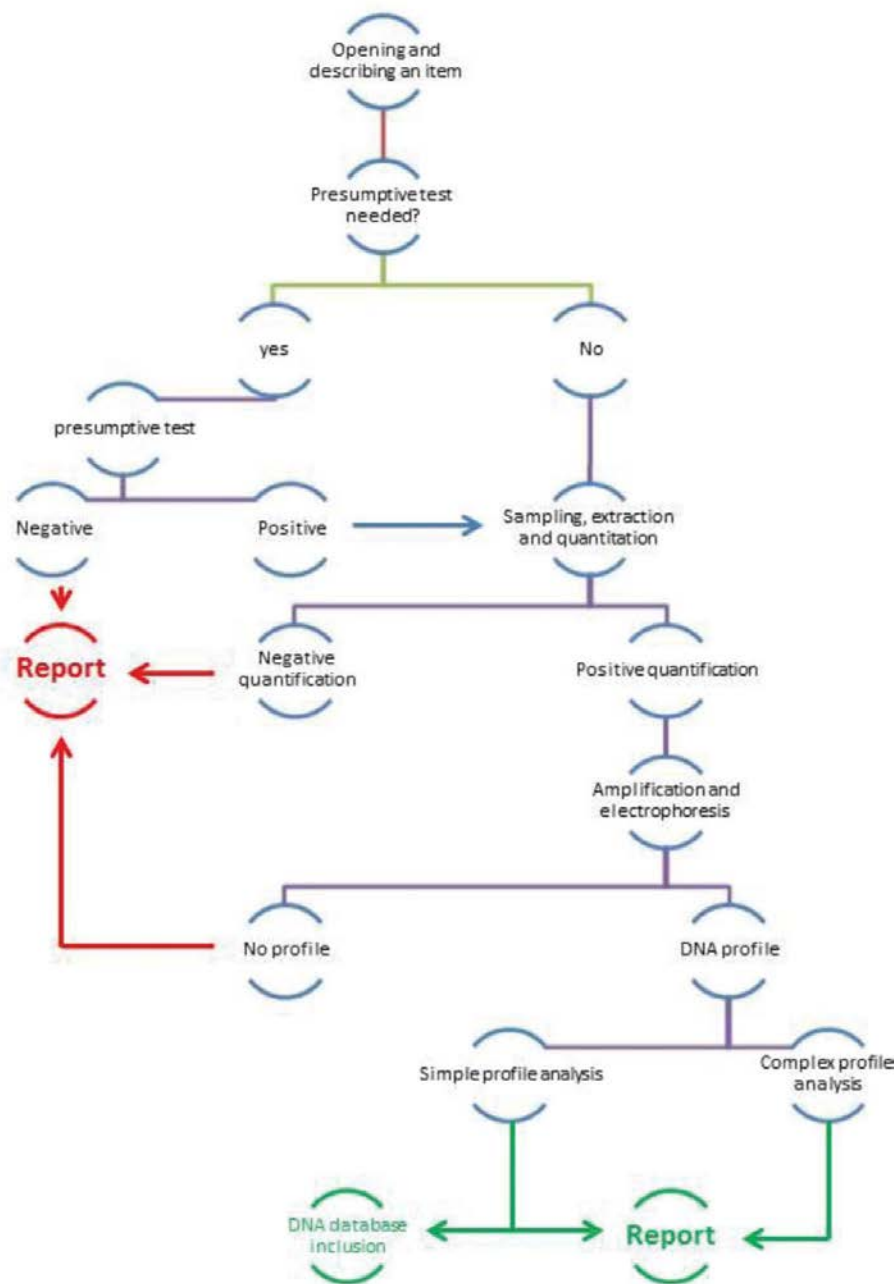 Opening and
describing an item
Presumptive test
needed?
yes
No
presumptive test
Negative
Positive
Sampling, extraction
and quantitation
Report
Negative
quantification
Positive quantification
Amplification and
electrophoresis
No profile
DNA profile
Simple profile analysis
Complex profile
analysis
DNA database
inclusion
Report